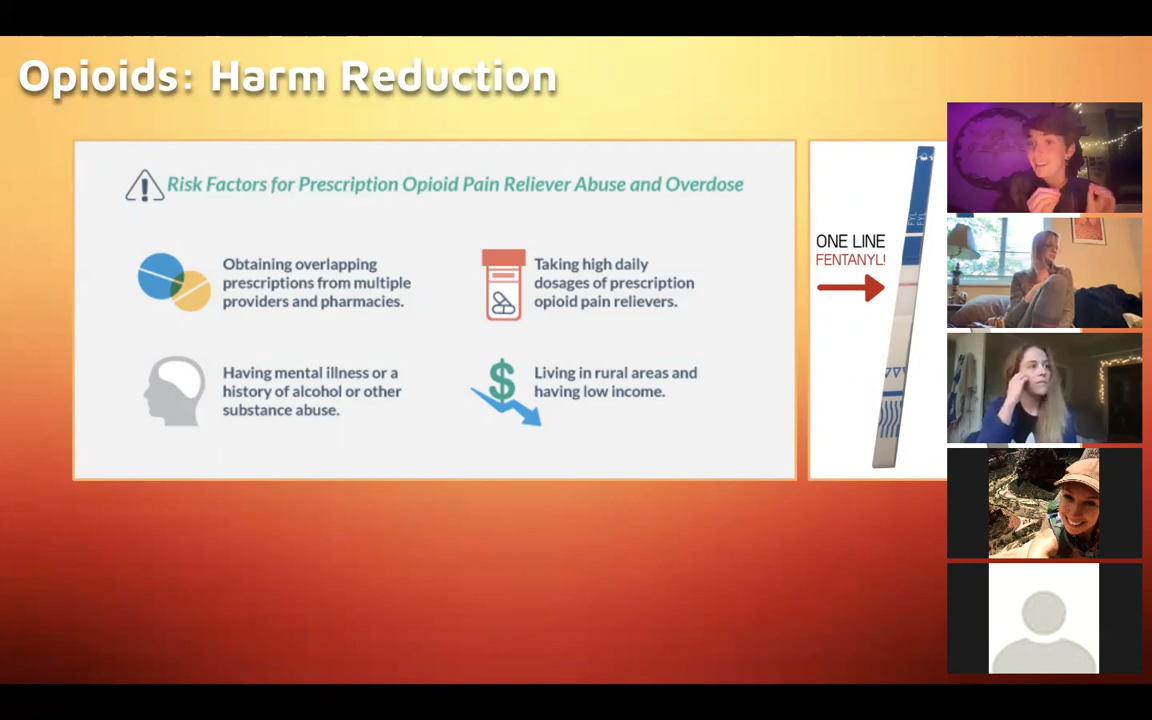 Opioids: Harm Reduction
Risk Factors for Prescription Opioid Pain Reliever Abuse and Overdose
Obtaining overlapping
prescriptions from multiple
providers and pharmacies.
Taking high daily
dosages of prescription
opioid pain relievers.
Having mental illness or a
history of alcohol or other
substance abuse.
$
Living in rural areas and
having low income.
ONE LINE
FENTANYL!
FYL
FYL